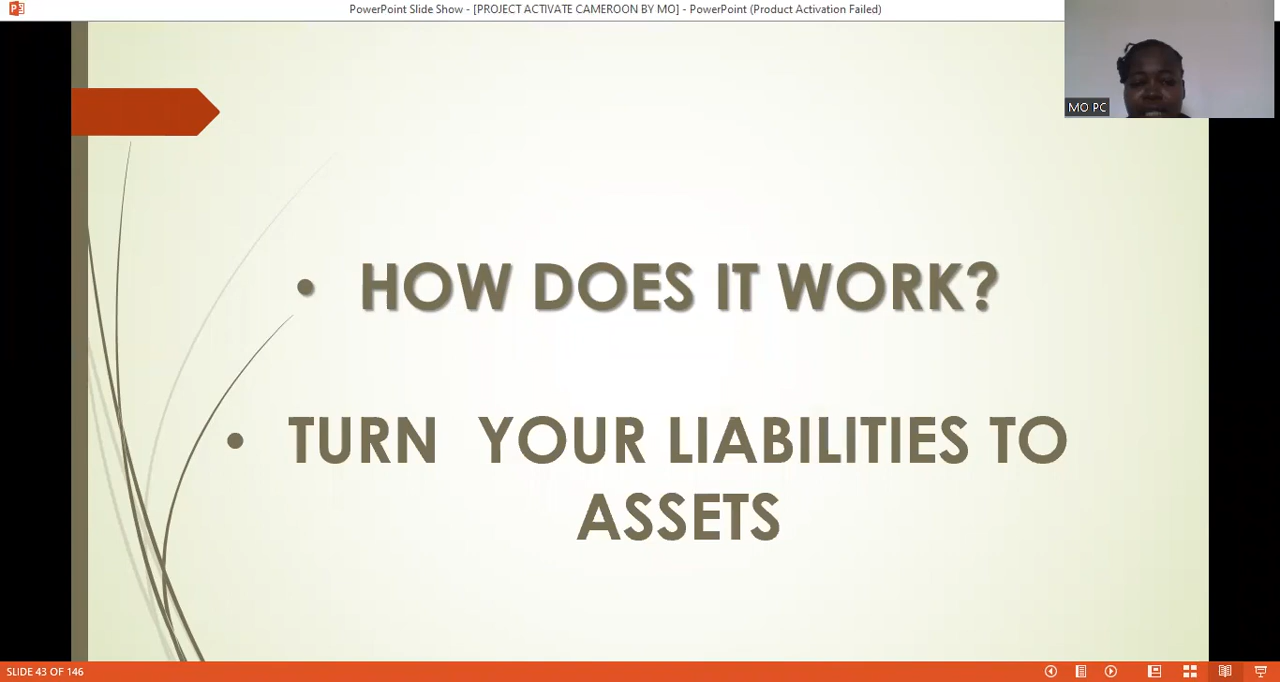 PowerPoint Slide Show - [PROJECT ACTIVATE CAMEROON BY MO] - PowerPoint (Product Activation Failed)
MO PC
• HOW DOES IT WORK?
• TURN YOUR LIABILITIES TO
ASSETS
SLIDE 43 OF 146